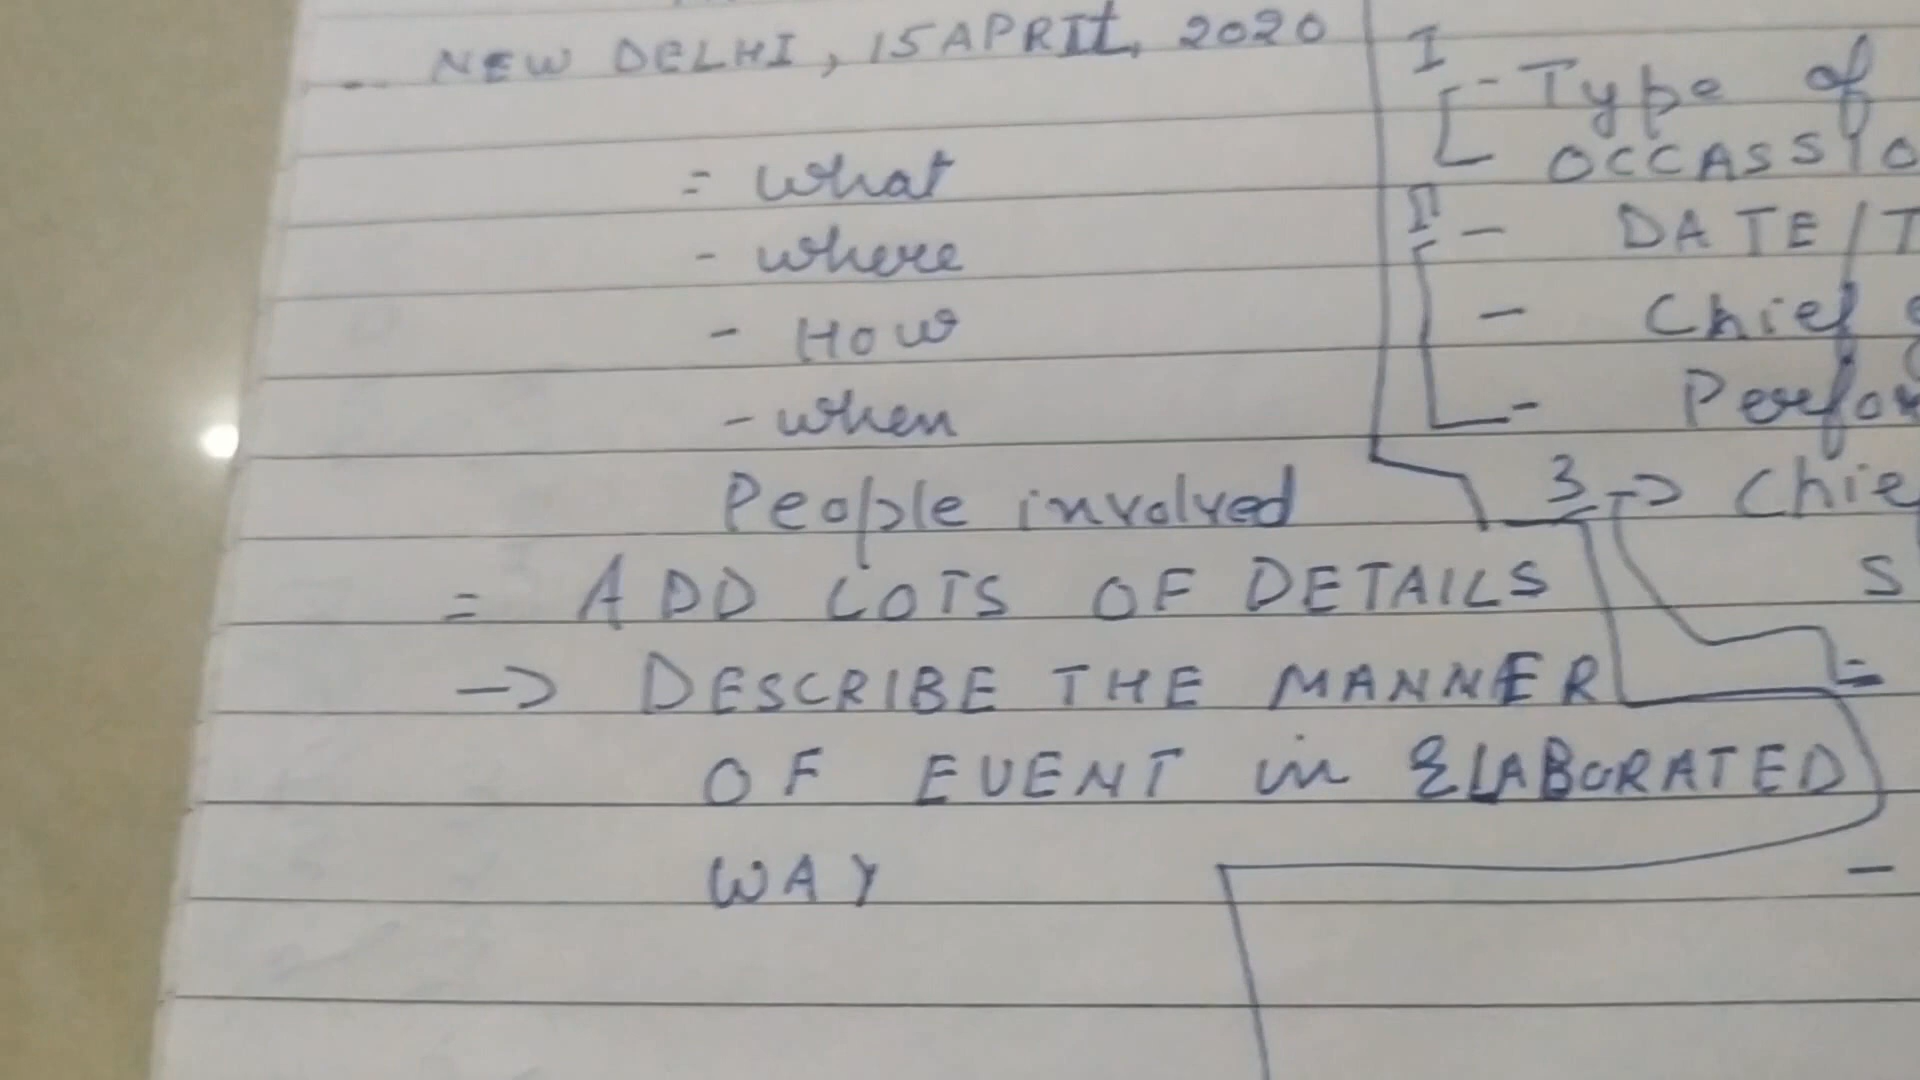 NEW DELHI, 15 APRIL, 2020
= what
- where
- How
- when
People involved
= ADD LOTS OF DETAILS
-> DESCRIBE THE MANNER
OF EVENT in ELABORATED
WAY
I
- Type of
OCCASSIO
II - DATE/T
- Chief
- Perfor
3 -> Chie
S
=
-